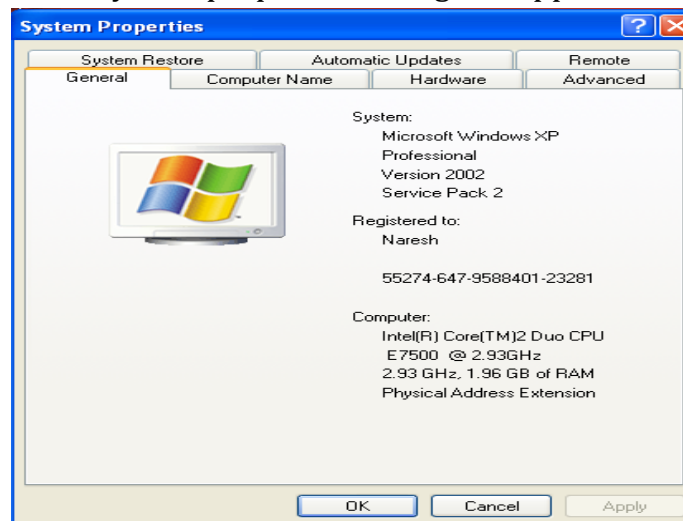 System Properties
System Restore Automatic Updates Remote
General Computer Name Hardware Advanced
System:
Microsoft Windows XP
Professional
Version 2002
Service Pack 2
Registered to:
Naresh
55274-647-9588401-23281
Computer:
Intel(R) Core(TM)2 Duo CPU
E7500 @ 2.93GHz
2.93 GHz, 1.96 GB of RAM
Physical Address Extension
OK Cancel Apply